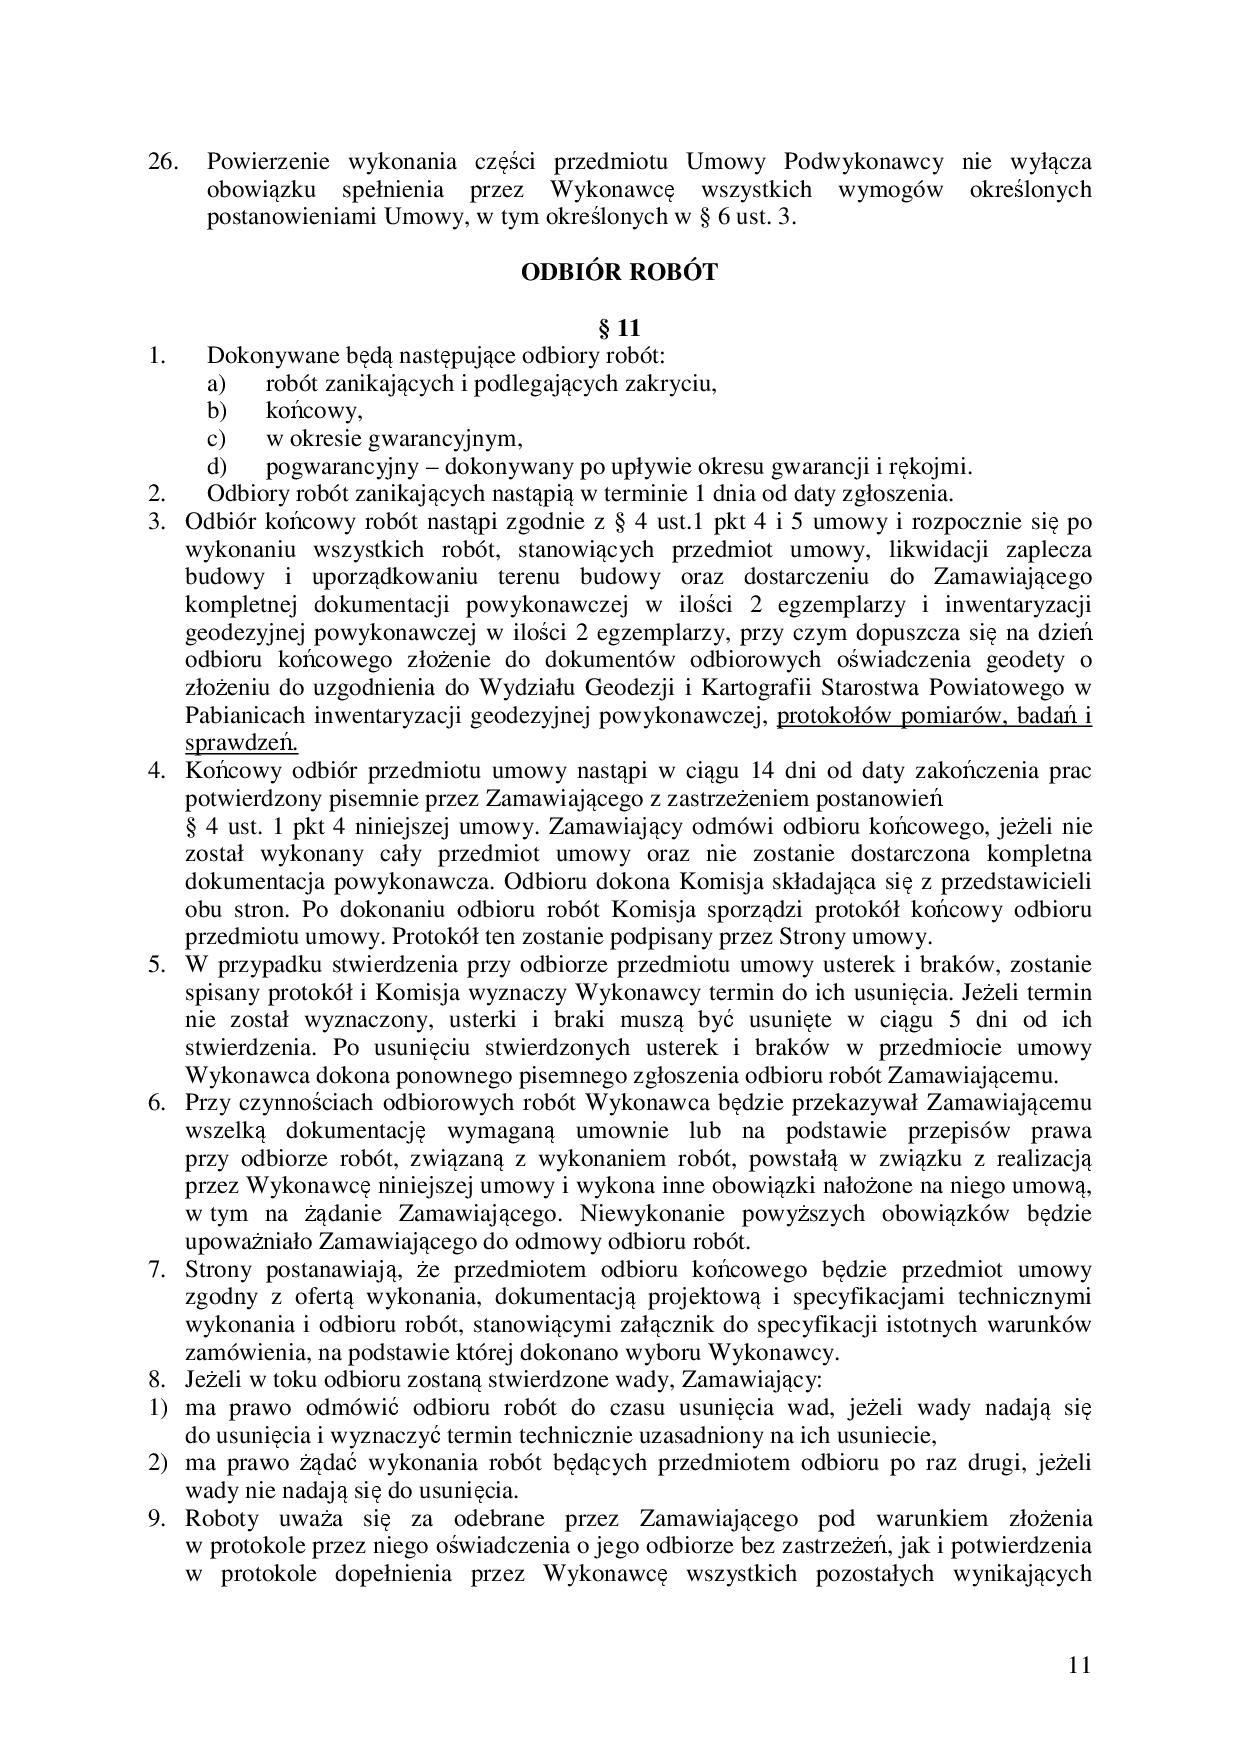 26. Powierzenie wykonania części przedmiotu Umowy Podwykonawcy nie wyłącza
obowiązku spełnienia przez Wykonawcę wszystkich wymogów określonych
postanowieniami Umowy, w tym określonych w § 6 ust. 3.
ODBIÓR ROBÓT
§ 11
1. Dokonywane będą następujące odbiory robót:
a) robót zanikających i podlegających zakryciu,
b) końcowy,
c) w okresie gwarancyjnym,
d) pogwarancyjny – dokonywany po upływie okresu gwarancji i rękojmi.
2. Odbiory robót zanikających nastąpią w terminie 1 dnia od daty zgłoszenia.
3. Odbiór końcowy robót nastąpi zgodnie z § 4 ust.1 pkt 4 i 5 umowy i rozpocznie się po
wykonaniu wszystkich robót, stanowiących przedmiot umowy, likwidacji zaplecza
budowy i uporządkowaniu terenu budowy oraz dostarczeniu do Zamawiającego
kompletnej dokumentacji powykonawczej w ilości 2 egzemplarzy i inwentaryzacji
geodezyjnej powykonawczej w ilości 2 egzemplarzy, przy czym dopuszcza się na dzień
odbioru końcowego złożenie do dokumentów odbiorowych oświadczenia geodety o
złożeniu do uzgodnienia do Wydziału Geodezji i Kartografii Starostwa Powiatowego w
Pabianicach inwentaryzacji geodezyjnej powykonawczej, protokołów pomiarów, badań i
sprawdzeń.
4. Końcowy odbiór przedmiotu umowy nastąpi w ciągu 14 dni od daty zakończenia prac
potwierdzony pisemnie przez Zamawiającego z zastrzeżeniem postanowień
§ 4 ust. 1 pkt 4 niniejszej umowy. Zamawiający odmówi odbioru końcowego, jeżeli nie
został wykonany cały przedmiot umowy oraz nie zostanie dostarczona kompletna
dokumentacja powykonawcza. Odbioru dokona Komisja składająca się z przedstawicieli
obu stron. Po dokonaniu odbioru robót Komisja sporządzi protokół końcowy odbioru
przedmiotu umowy. Protokół ten zostanie podpisany przez Strony umowy.
5. W przypadku stwierdzenia przy odbiorze przedmiotu umowy usterek i braków, zostanie
spisany protokół i Komisja wyznaczy Wykonawcy termin do ich usunięcia. Jeżeli termin
nie został wyznaczony, usterki i braki muszą być usunięte w ciągu 5 dni od ich
stwierdzenia. Po usunięciu stwierdzonych usterek i braków w przedmiocie umowy
Wykonawca dokona ponownego pisemnego zgłoszenia odbioru robót Zamawiającemu.
6. Przy czynnościach odbiorowych robót Wykonawca będzie przekazywał Zamawiającemu
wszelką dokumentację wymaganą umownie lub na podstawie przepisów prawa
przy odbiorze robót, związaną z wykonaniem robót, powstałą w związku z realizacją
przez Wykonawcę niniejszej umowy i wykona inne obowiązki nałożone na niego umową,
w tym na żądanie Zamawiającego. Niewykonanie powyższych obowiązków będzie
upoważniało Zamawiającego do odmowy odbioru robót.
7. Strony postanawiają, że przedmiotem odbioru końcowego będzie przedmiot umowy
zgodny z ofertą wykonania, dokumentacją projektową i specyfikacjami technicznymi
wykonania i odbioru robót, stanowiącymi załącznik do specyfikacji istotnych warunków
zamówienia, na podstawie której dokonano wyboru Wykonawcy.
8. Jeżeli w toku odbioru zostaną stwierdzone wady, Zamawiający:
1) ma prawo odmówić odbioru robót do czasu usunięcia wad, jeżeli wady nadają się
do usunięcia i wyznaczyć termin technicznie uzasadniony na ich usuniecie,
2) ma prawo żądać wykonania robót będących przedmiotem odbioru po raz drugi, jeżeli
wady nie nadają się do usunięcia.
9. Roboty uważa się za odebrane przez Zamawiającego pod warunkiem złożenia
w protokole przez niego oświadczenia o jego odbiorze bez zastrzeżeń, jak i potwierdzenia
w protokole dopełnienia przez Wykonawcę wszystkich pozostałych wynikających
11